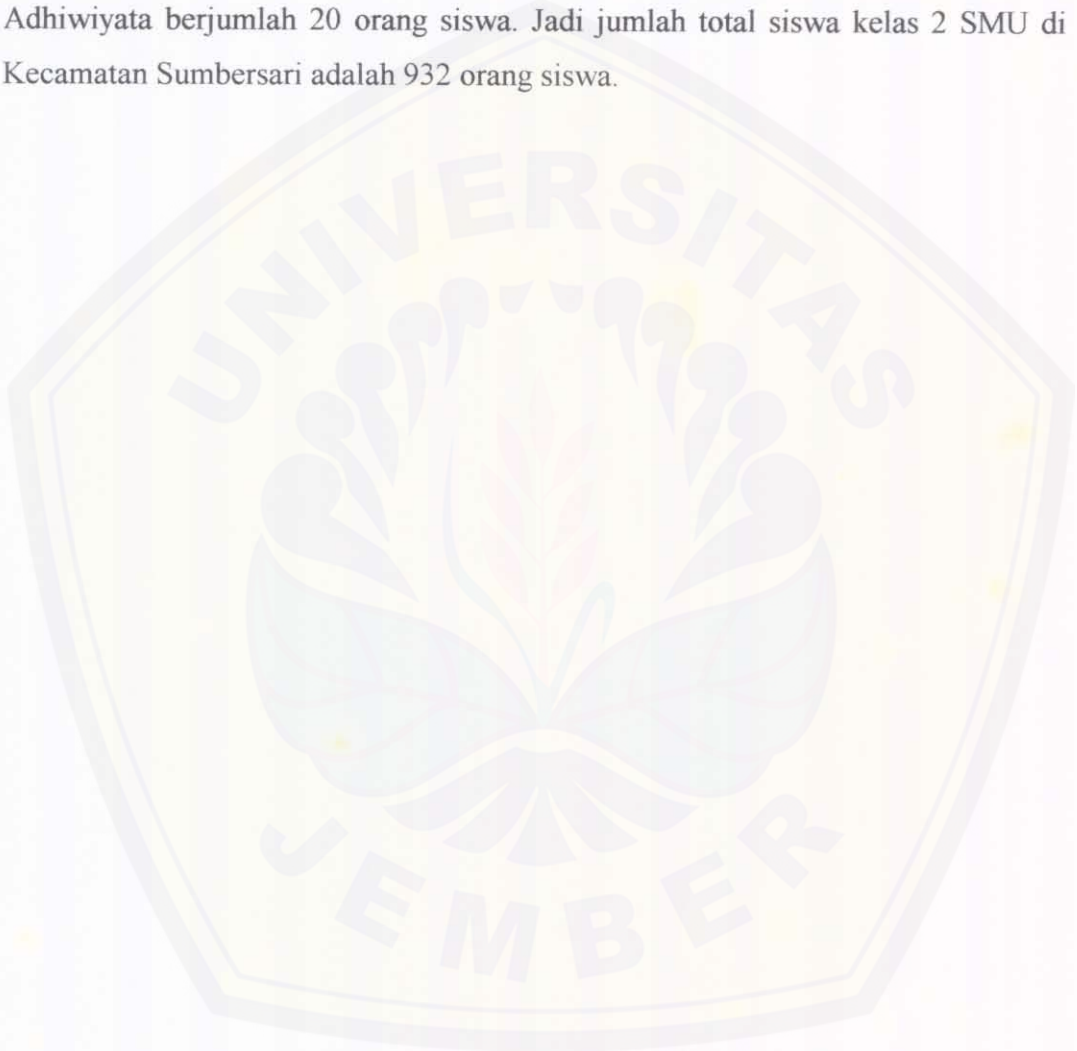 Adhiwiyata berjumlah 20 orang siswa. Jadi jumlah total siswa kelas 2 SMU di
Kecamatan Sumbersari adalah 932 orang siswa.
UNIVERSITAS
JEMBER